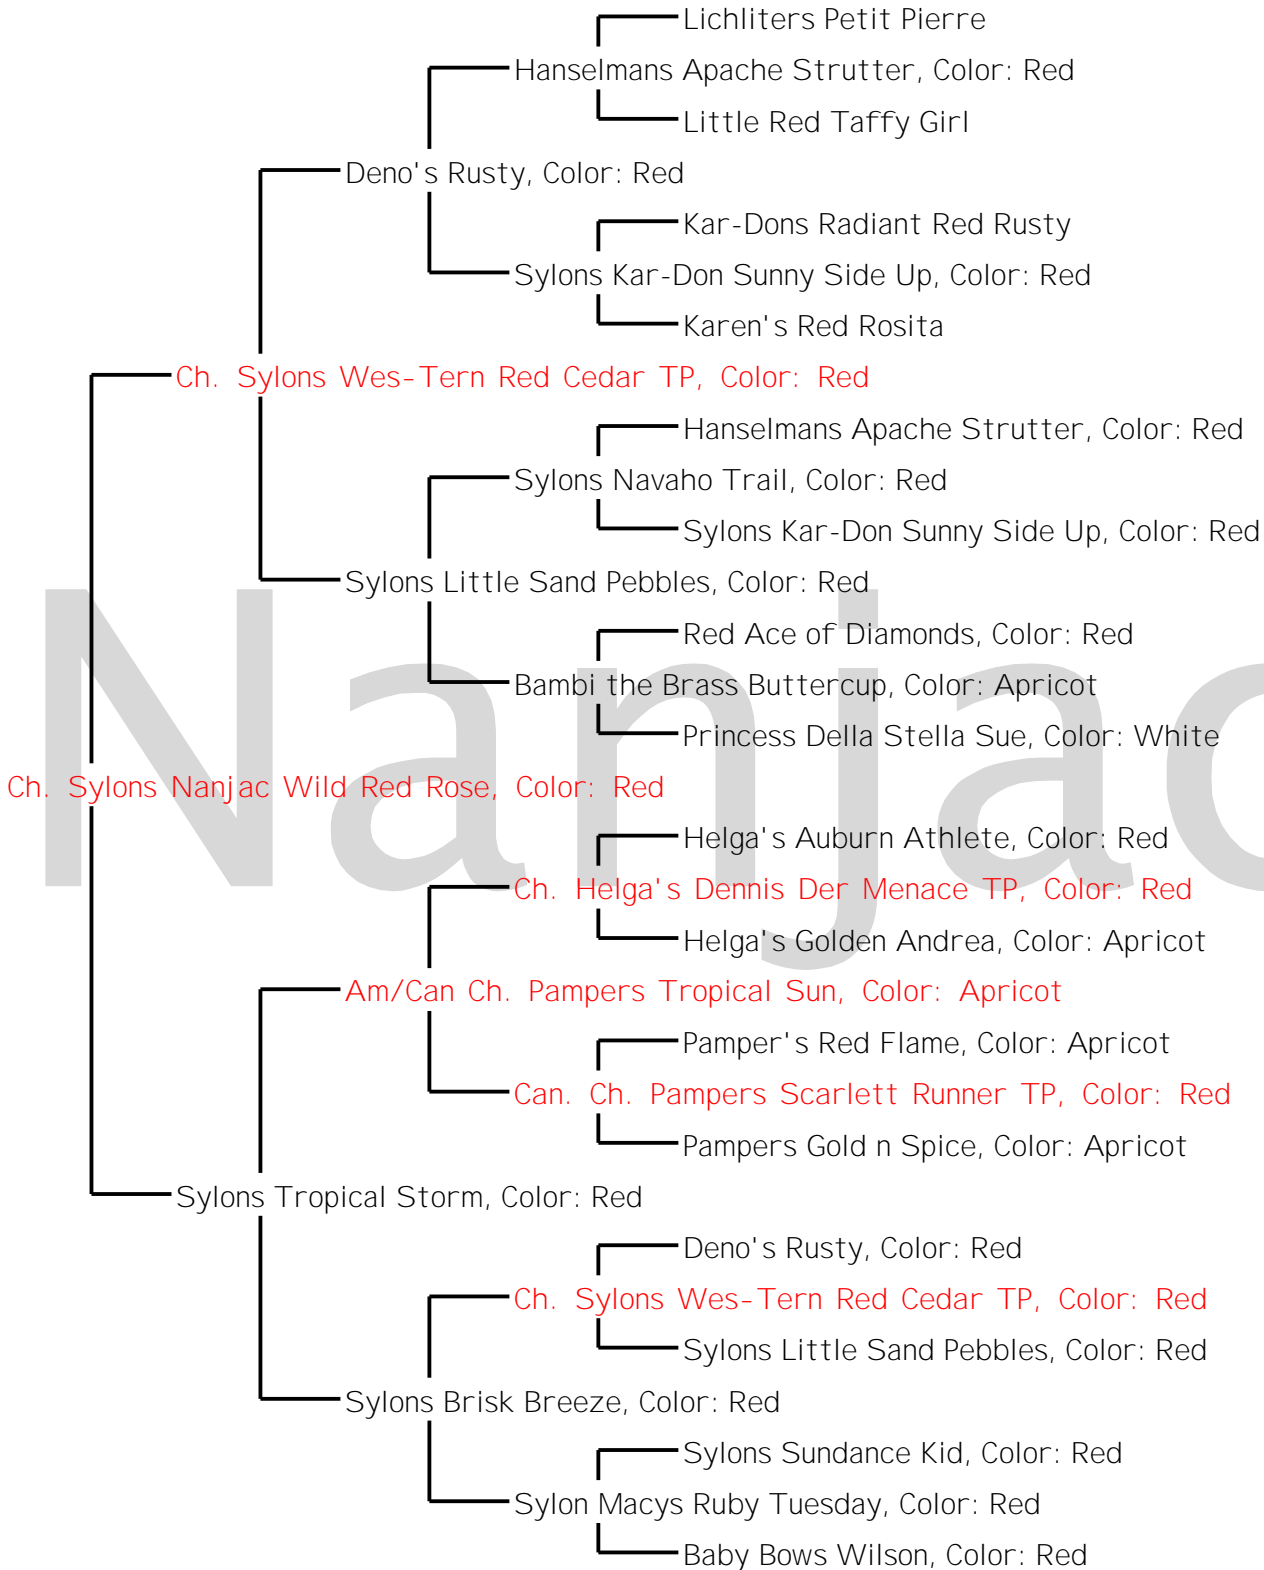 Lichliters Petit Pierre
Hanselmans Apache Strutter, Color: Red
Little Red Taffy Girl
Deno's Rusty, Color: Red
Kar-Dons Radiant Red Rusty
Sylons Kar-Don Sunny Side Up, Color: Red
Karen's Red Rosita
Ch. Sylons Wes-Tern Red Cedar TP, Color: Red
Hanselmans Apache Strutter, Color: Red
Sylons Navaho Trail, Color: Red
Sylons Kar-Don Sunny Side Up, Color: Red
Sylons Little Sand Pebbles, Color: Red
Red Ace of Diamonds, Color: Red
Bambi the Brass Buttercup, Color: Apricot
Princess Della Stella Sue, Color: White
Ch. Sylons Nanjac Wild Red Rose, Color: Red
Nanjac
Helga's Auburn Athlete, Color: Red
Ch. Helga's Dennis Der Menace TP, Color: Red
Helga's Golden Andrea, Color: Apricot
Am/Can Ch. Pampers Tropical Sun, Color: Apricot
Pamper's Red Flame, Color: Apricot
Can. Ch. Pampers Scarlett Runner TP, Color: Red
Pampers Gold n Spice, Color: Apricot
Sylons Tropical Storm, Color: Red
Deno's Rusty, Color: Red
Ch. Sylons Wes-Tern Red Cedar TP, Color: Red
Sylons Little Sand Pebbles, Color: Red
Sylons Brisk Breeze, Color: Red
Sylons Sundance Kid, Color: Red
Sylon Macys Ruby Tuesday, Color: Red
Baby Bows Wilson, Color: Red